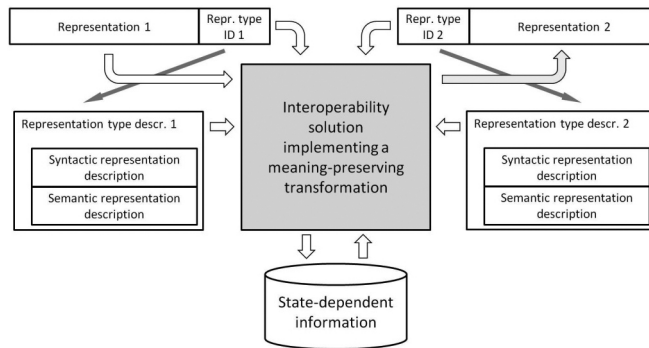 Representation 1
Repr. type
ID 1
Repr. type
ID 2
Representation 2
Representation type descr. 1
Syntactic representation
description
Semantic representation
description
Interoperability
solution
implementing a
meaning-preserving
transformation
Representation type descr. 2
Syntactic representation
description
Semantic representation
description
State-dependent
information